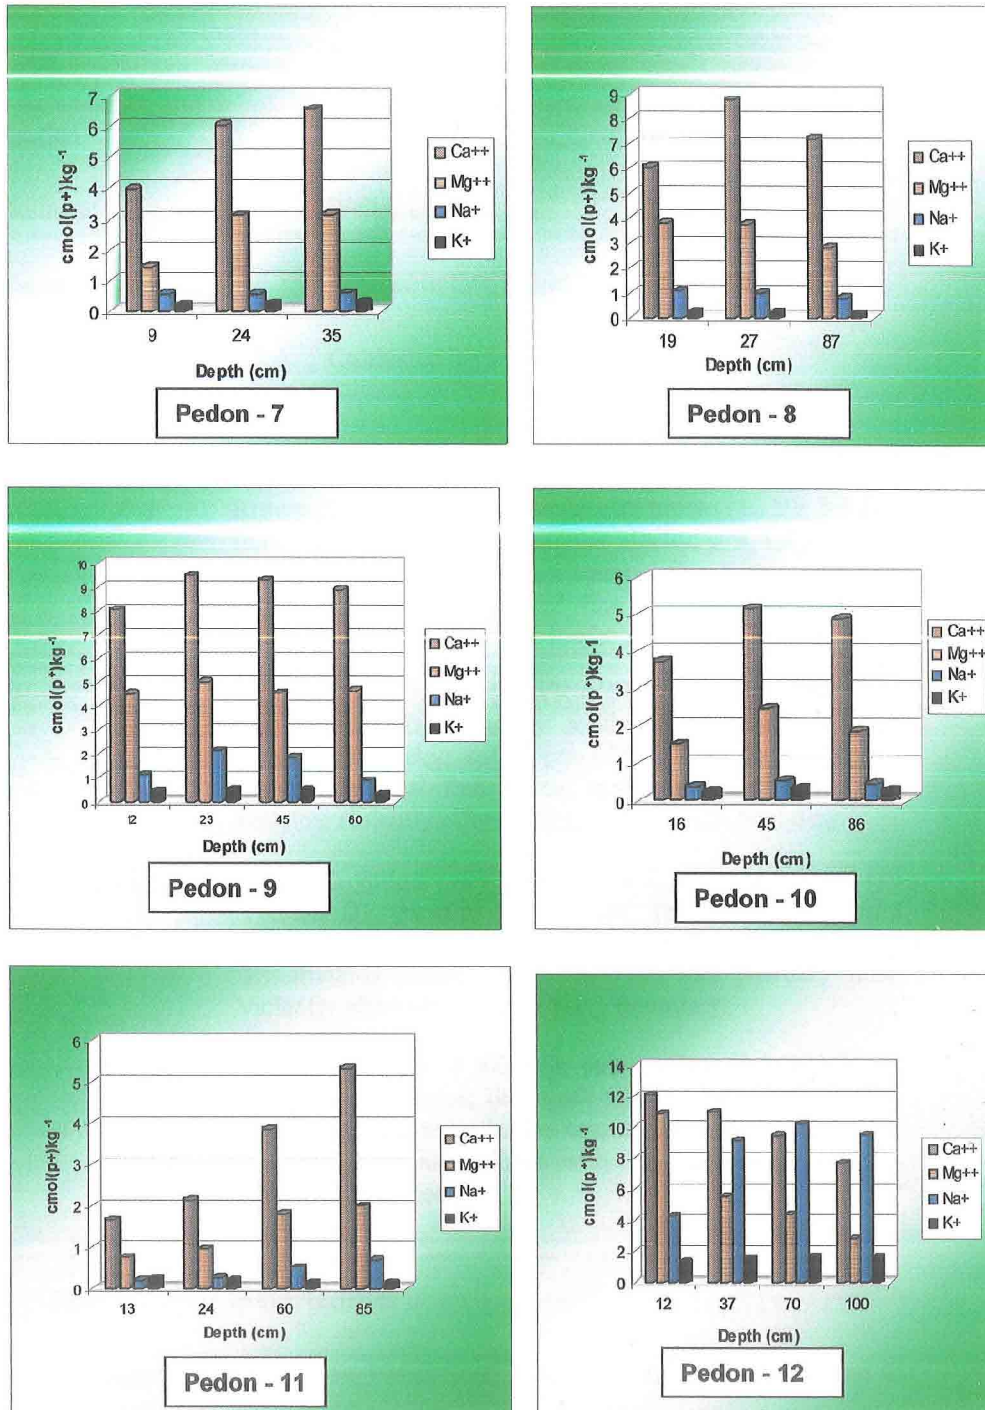 7
6
5
4
3
2
1
0
cmol(p+)kg-1
9 24 35
Depth (cm)
Ca++
Mg++
Na+
K+
Pedon - 7
9
8
7
6
5
4
3
2
1
0
cmol(p+)kg-1
19 27 87
Depth (cm)
Ca++
Mg++
Na+
K+
Pedon - 8
10
9
8
7
6
5
4
3
2
1
0
cmol(p+)kg-1
12 23 45 80
Depth (cm)
Ca++
Mg++
Na+
K+
Pedon - 9
6
5
4
3
2
1
0
cmol(p+)kg-1
16 45 86
Depth (cm)
Ca++
Mg++
Na+
K+
Pedon - 10
6
5
4
3
2
1
0
cmol(p+)kg-1
13 24 60 85
Depth (cm)
Ca++
Mg++
Na+
K+
Pedon - 11
14
12
10
8
6
4
2
0
cmol(p+)kg-1
12 37 70 100
Depth (cm)
Ca++
Mg++
Na+
K+
Pedon - 12